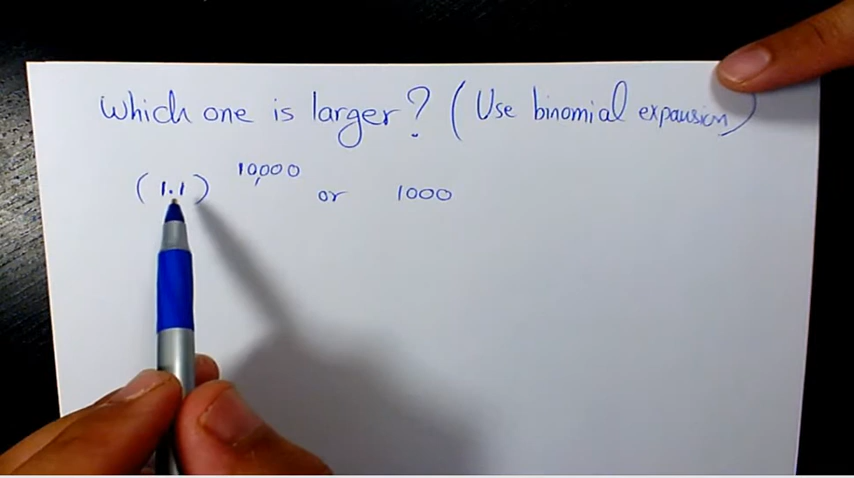 Which one is larger? (Use binomial expansion)
(1.1)^10,000 or 1000